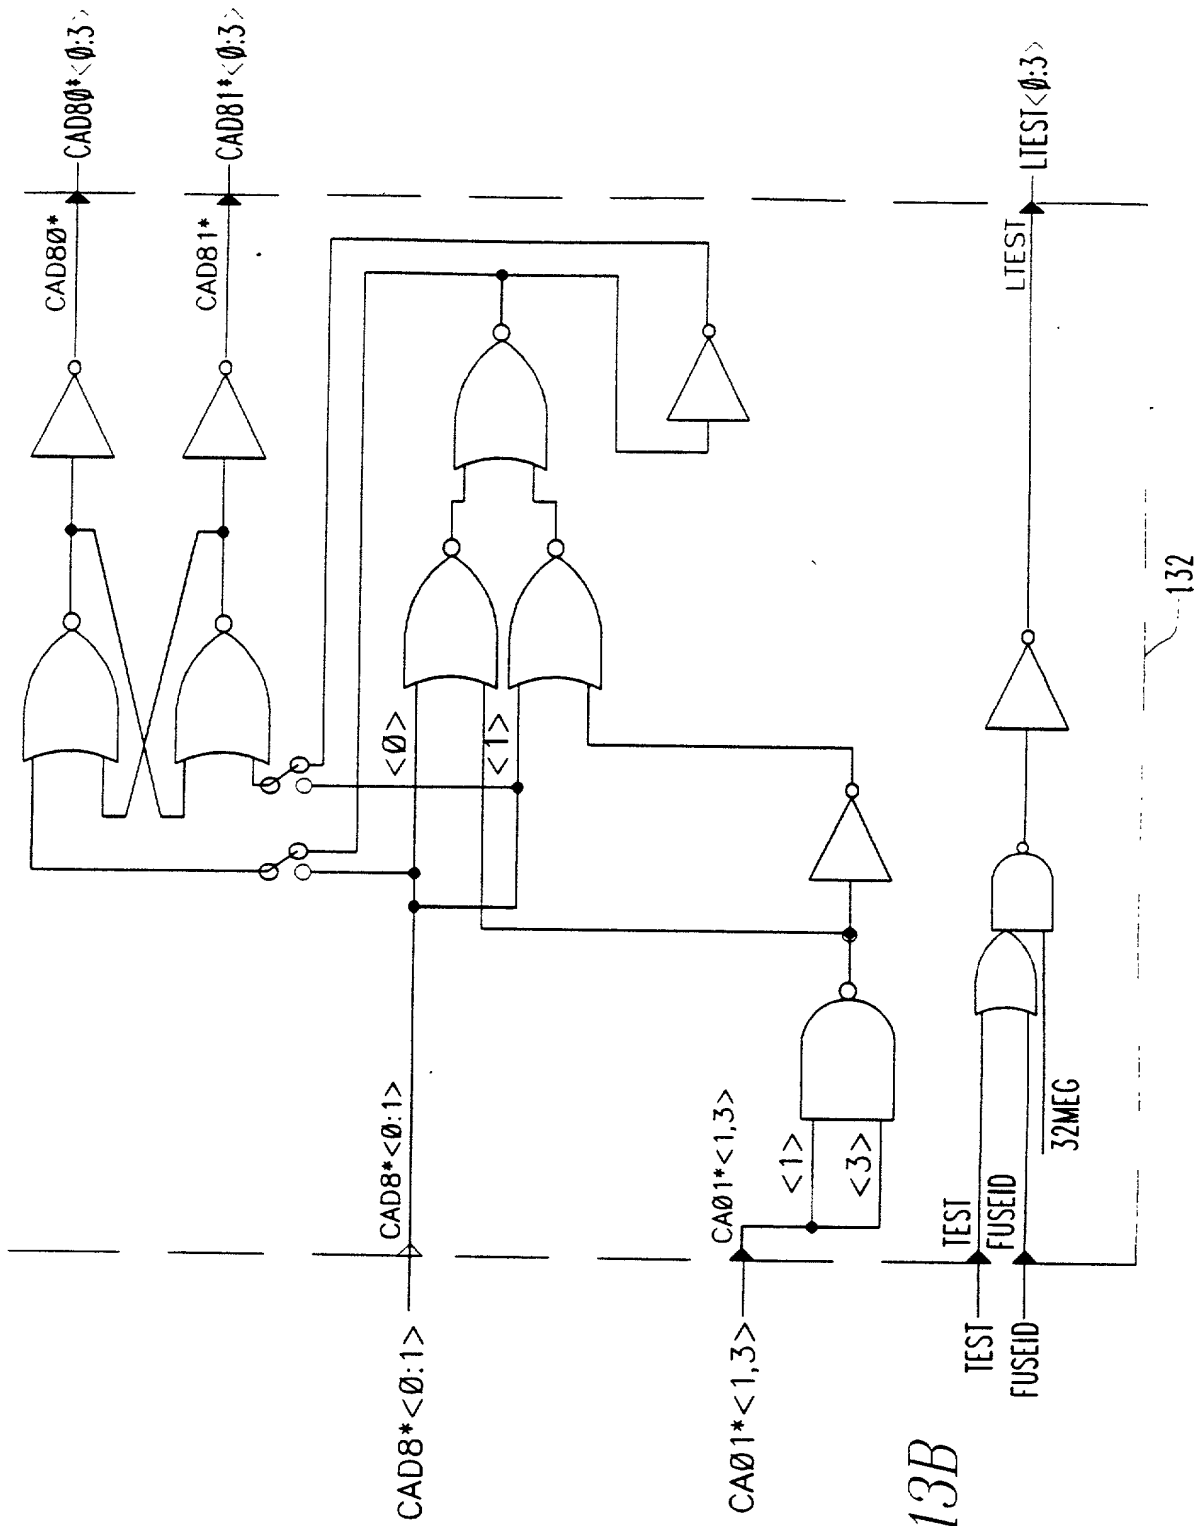 CAD80*<0:3>
CAD80*
CAD81*<0:3>
CAD81*
<0>
<1>
CAD8*<0:1>
CAD8*<0:1>
CA01*<1,3>
CA01*<1,3>
<1>
<3>
TEST
TEST
FUSEID
FUSEID
32MEG
LTEST
LTEST<0:3>
132
13B